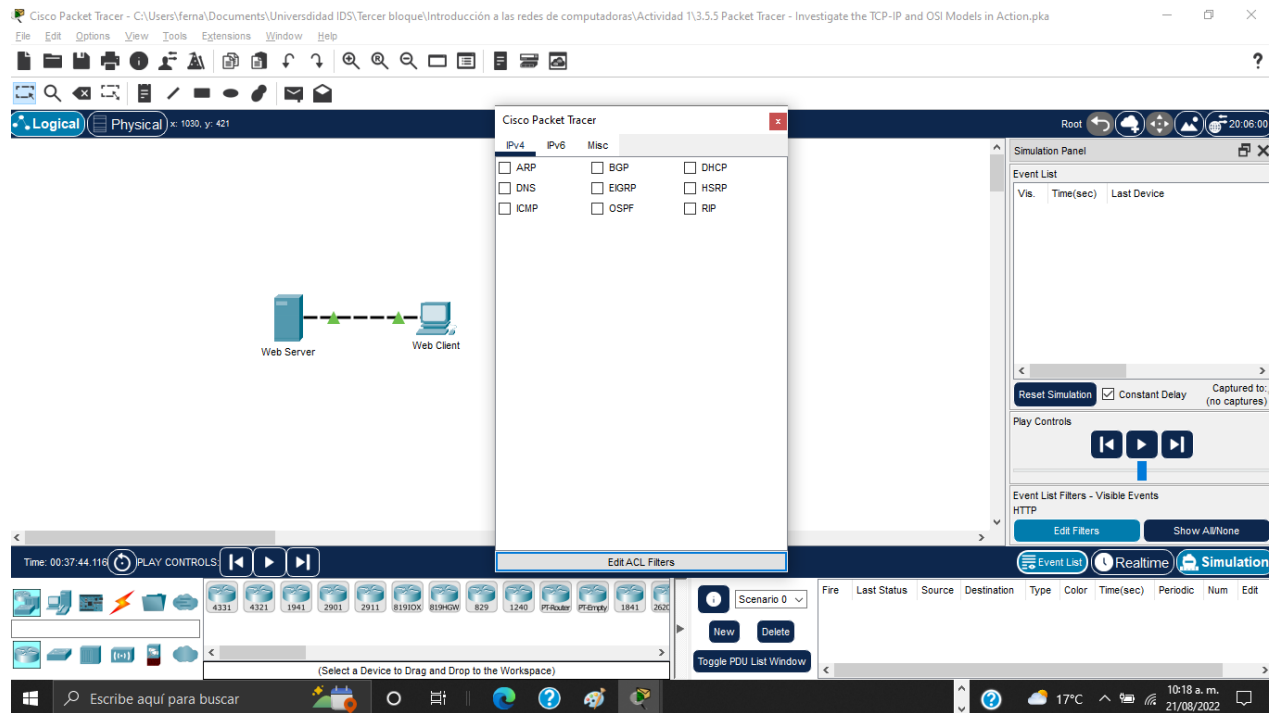 Cisco Packet Tracer - C:\Users\ferna\Documents\Universdidad IDS\Tercer bloque\Introducción a las redes de computadoras\Actividad 1\3.5.5 Packet Tracer - Investigate the TCP-IP and OSI Models in Action.pka
File Edit Options View Tools Extensions Window Help
?
Logical Physical x: 1030, y: 421
Root 20:06:00
Cisco Packet Tracer x
IPv4 IPv6 Misc
ARP BGP DHCP
DNS EIGRP HSRP
ICMP OSPF RIP
Edit ACL Filters
Web Server
Web Client
Simulation Panel
Event List
Vis. Time(sec) Last Device
Reset Simulation Constant Delay Captured to:
(no captures)
Play Controls
Event List Filters - Visible Events
HTTP
Edit Filters Show All/None
Time: 00:37:44.116 PLAY CONTROLS:
Event List Realtime Simulation
4331 4321 1941 2901 2911 819IOX 819HGW 829 1240 PT-Router PT-Empty 1841 262
(Select a Device to Drag and Drop to the Workspace)
Scenario 0
New Delete
Toggle PDU List Window
Fire Last Status Source Destination Type Color Time(sec) Periodic Num Edit
Escribe aquí para buscar
17°C
10:18 a. m.
21/08/2022